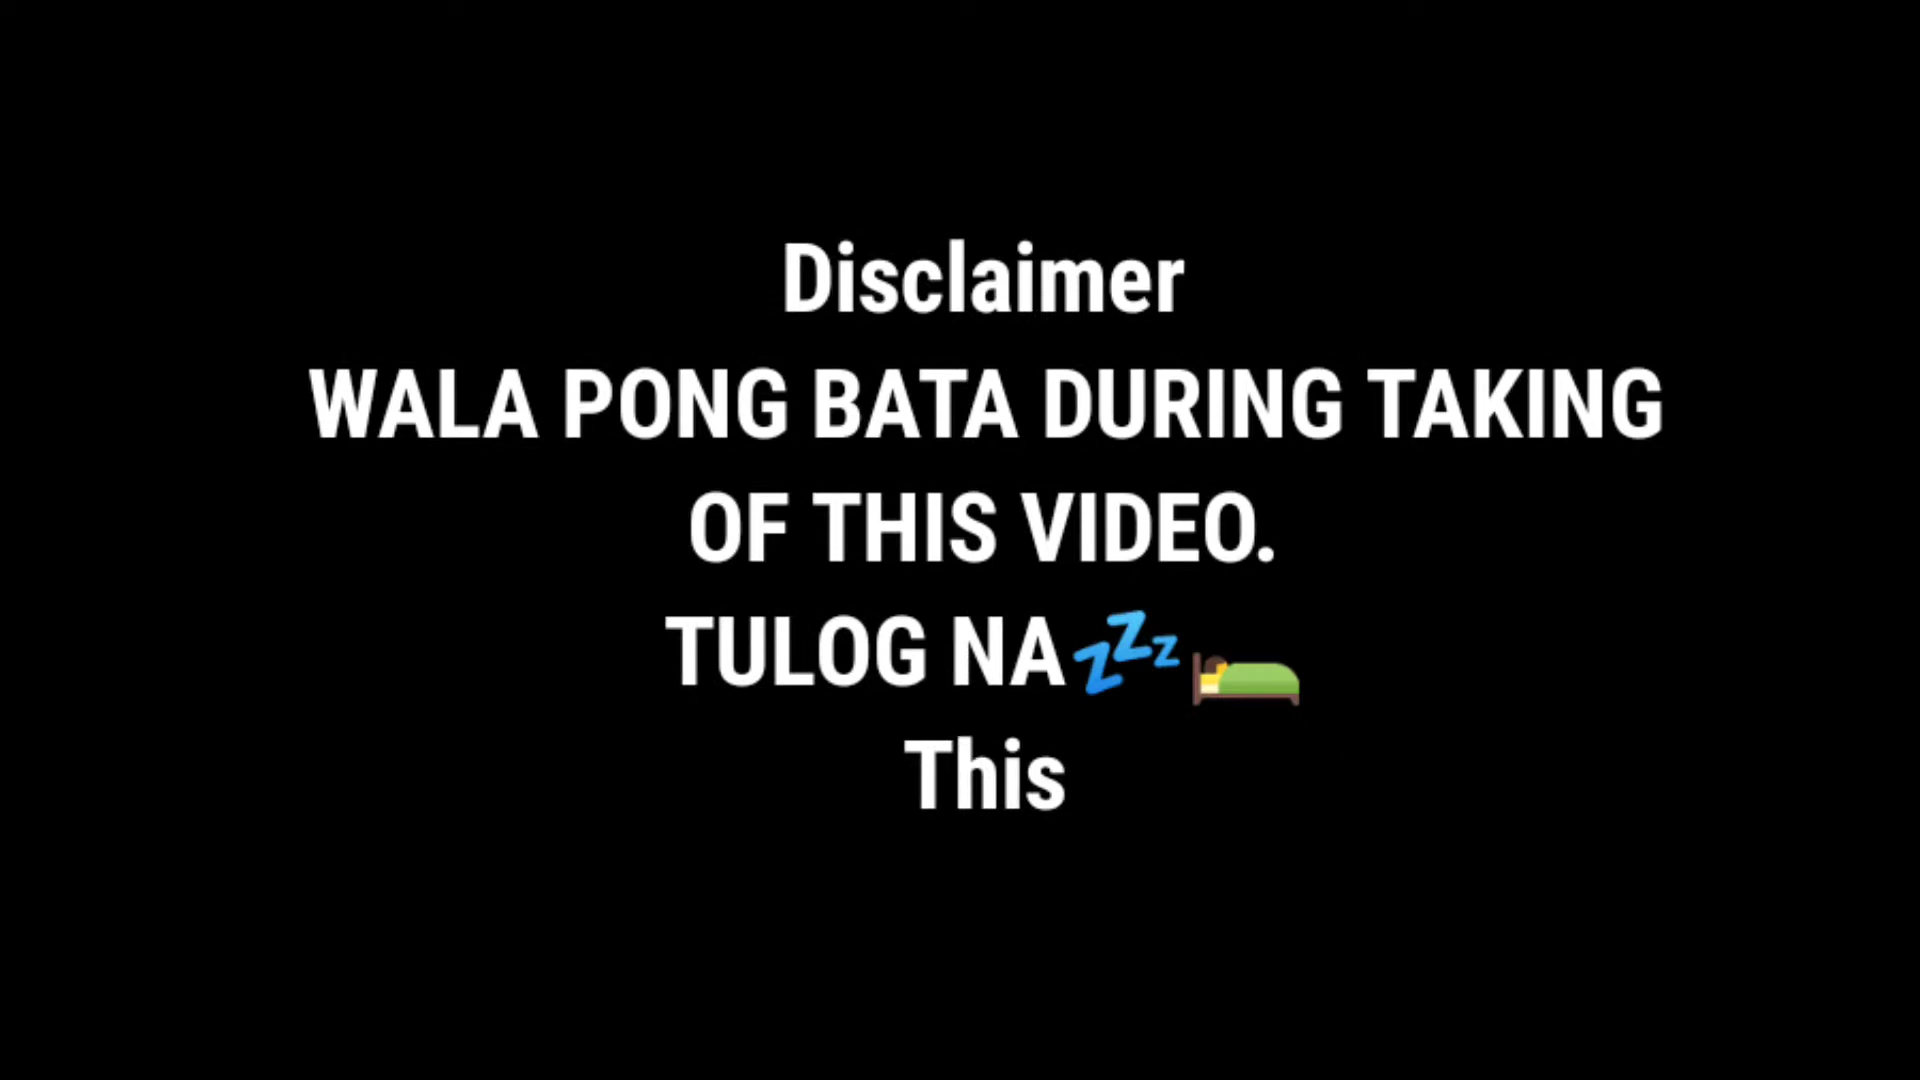 Disclaimer
WALA PONG BATA DURING TAKING
OF THIS VIDEO.
TULOG NA💤🛌
This